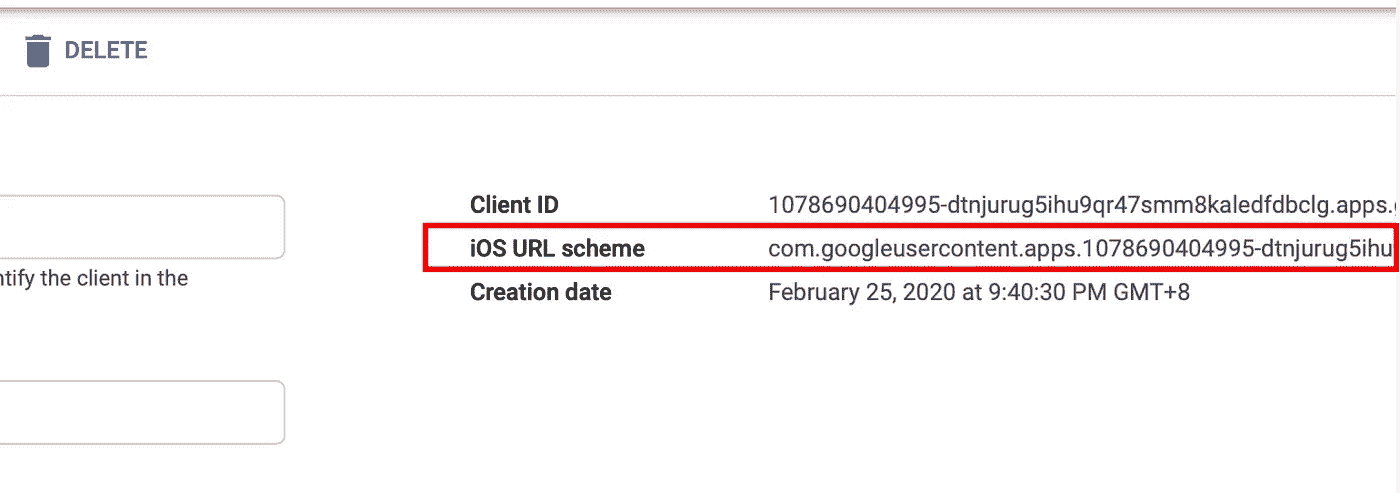 DELETE
Client ID 1078690404995-dtnjurug5ihu9qr47smm8kaledfdbclg.apps.
iOS URL scheme com.googleusercontent.apps.1078690404995-dtnjurug5ihu
ntify the client in the
Creation date February 25, 2020 at 9:40:30 PM GMT+8